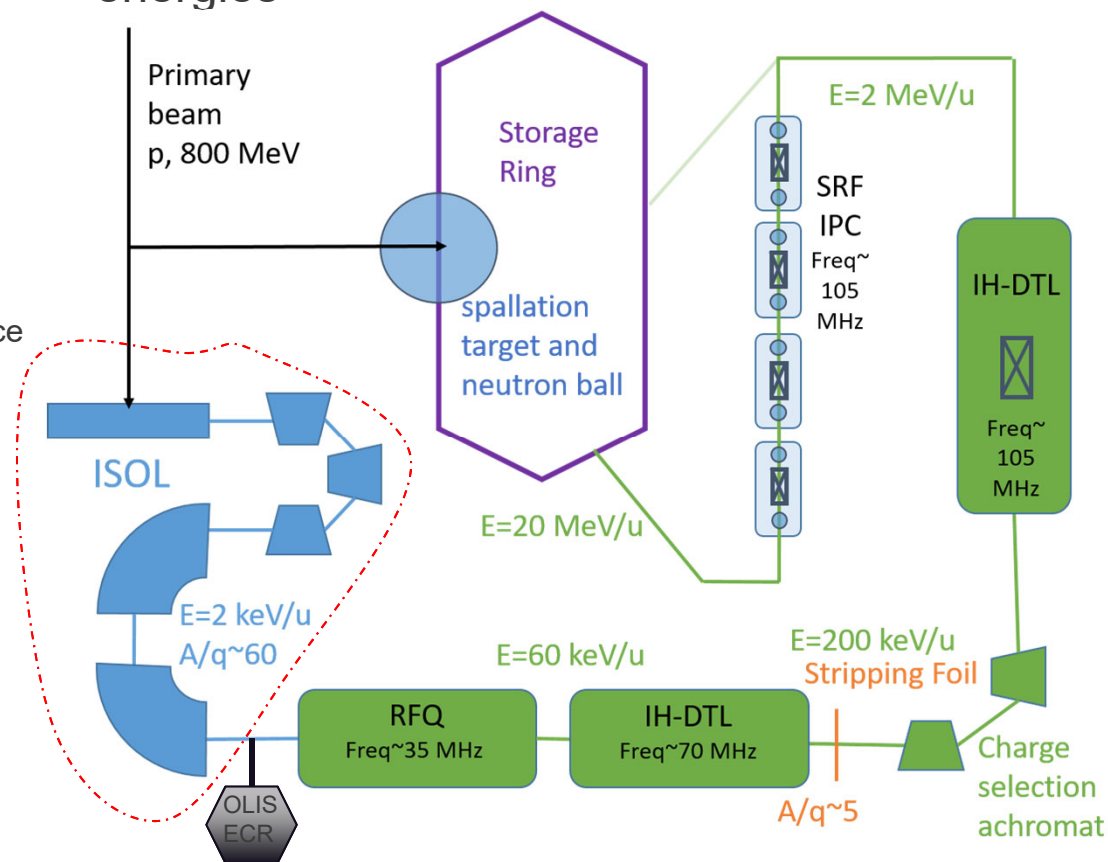 Primary
beam
p, 800 MeV
Storage
Ring
E=2 MeV/u
SRF
IPC
Freq~
105
MHz
IH-DTL
Freq~
105
MHz
spallation
target and
neutron ball
ce
ISOL
E=20 MeV/u
E=2 keV/u
A/q~60
E=60 keV/u
E=200 keV/u
Stripping Foil
RFQ
Freq~35 MHz
IH-DTL
Freq~70 MHz
Charge
selection
achromat
A/q~5
OLIS
ECR